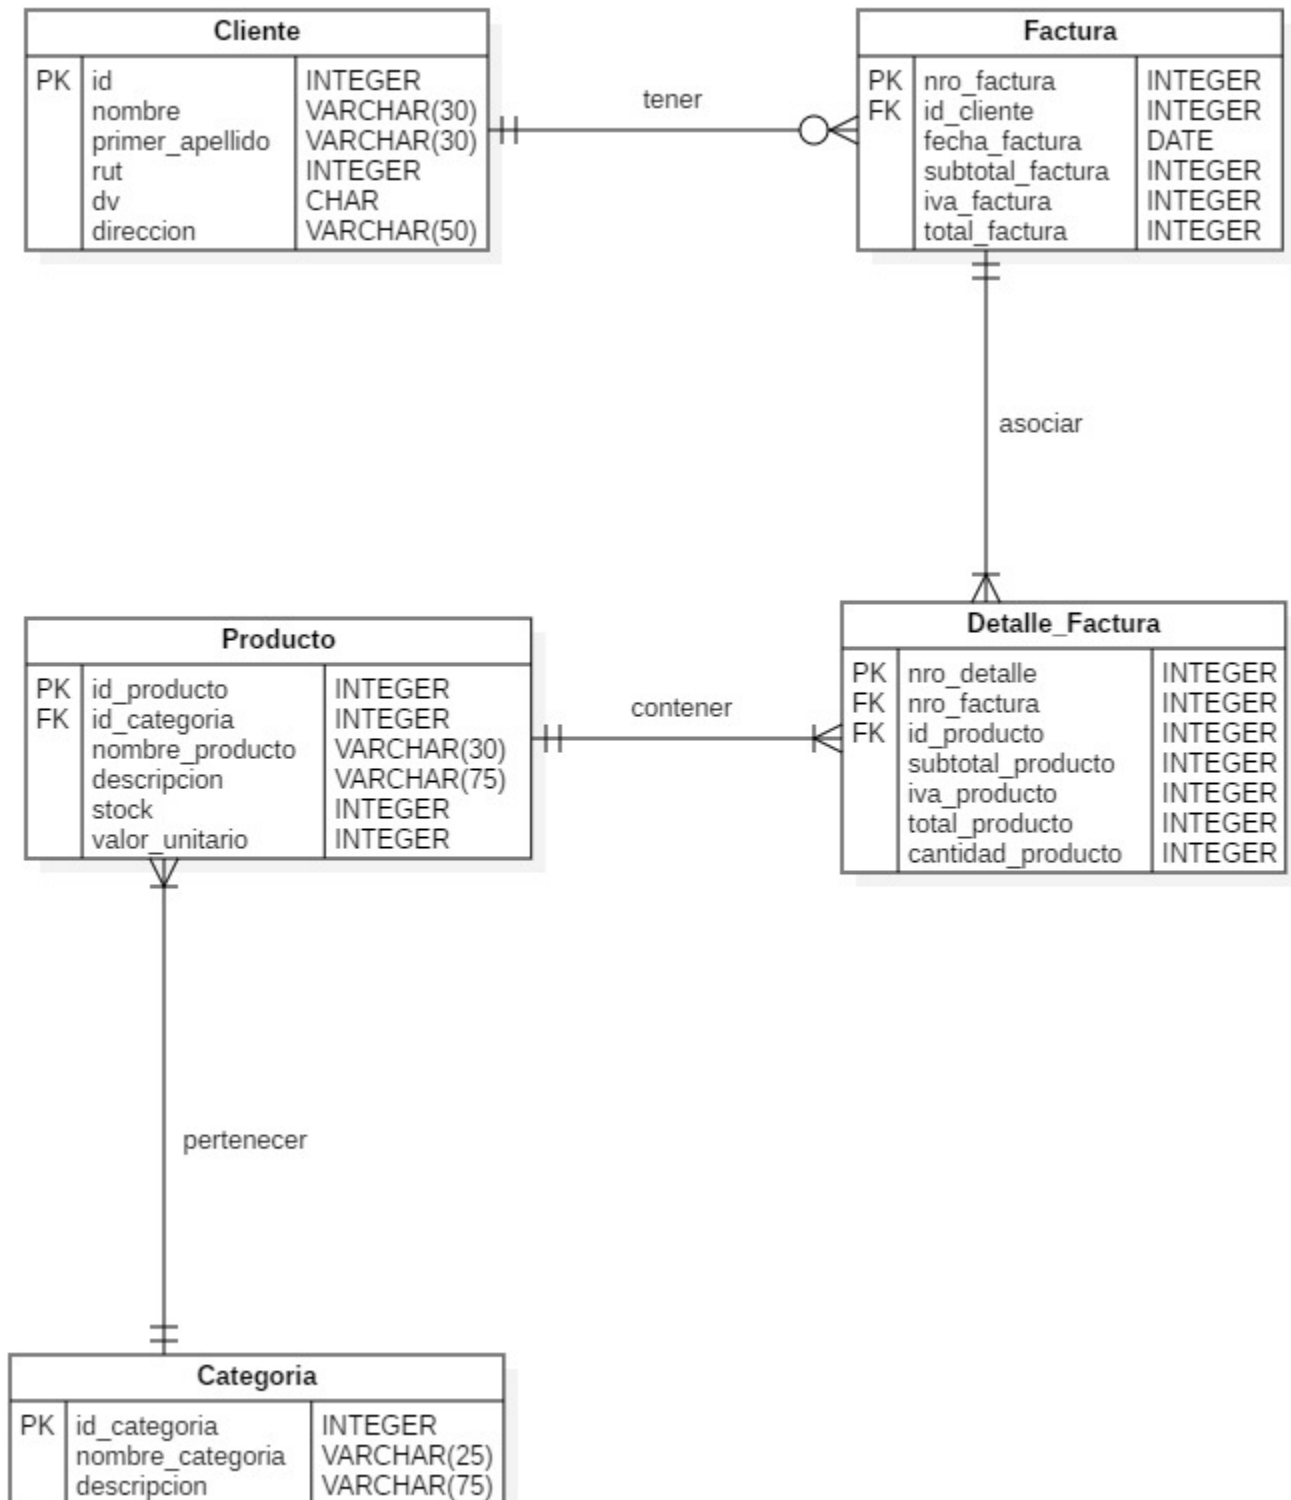 Cliente
PK id INTEGER
nombre VARCHAR(30)
primer_apellido VARCHAR(30)
rut INTEGER
dv CHAR
direccion VARCHAR(50)
tener
Factura
PK nro_factura INTEGER
FK id_cliente INTEGER
fecha_factura DATE
subtotal_factura INTEGER
iva_factura INTEGER
total_factura INTEGER
asociar
Producto
PK id_producto INTEGER
FK id_categoria INTEGER
nombre_producto VARCHAR(30)
descripcion VARCHAR(75)
stock INTEGER
valor_unitario INTEGER
contener
Detalle_Factura
PK nro_detalle INTEGER
FK nro_factura INTEGER
FK id_producto INTEGER
subtotal_producto INTEGER
iva_producto INTEGER
total_producto INTEGER
cantidad_producto INTEGER
pertenecer
Categoria
PK id_categoria INTEGER
nombre_categoria VARCHAR(25)
descripcion VARCHAR(75)